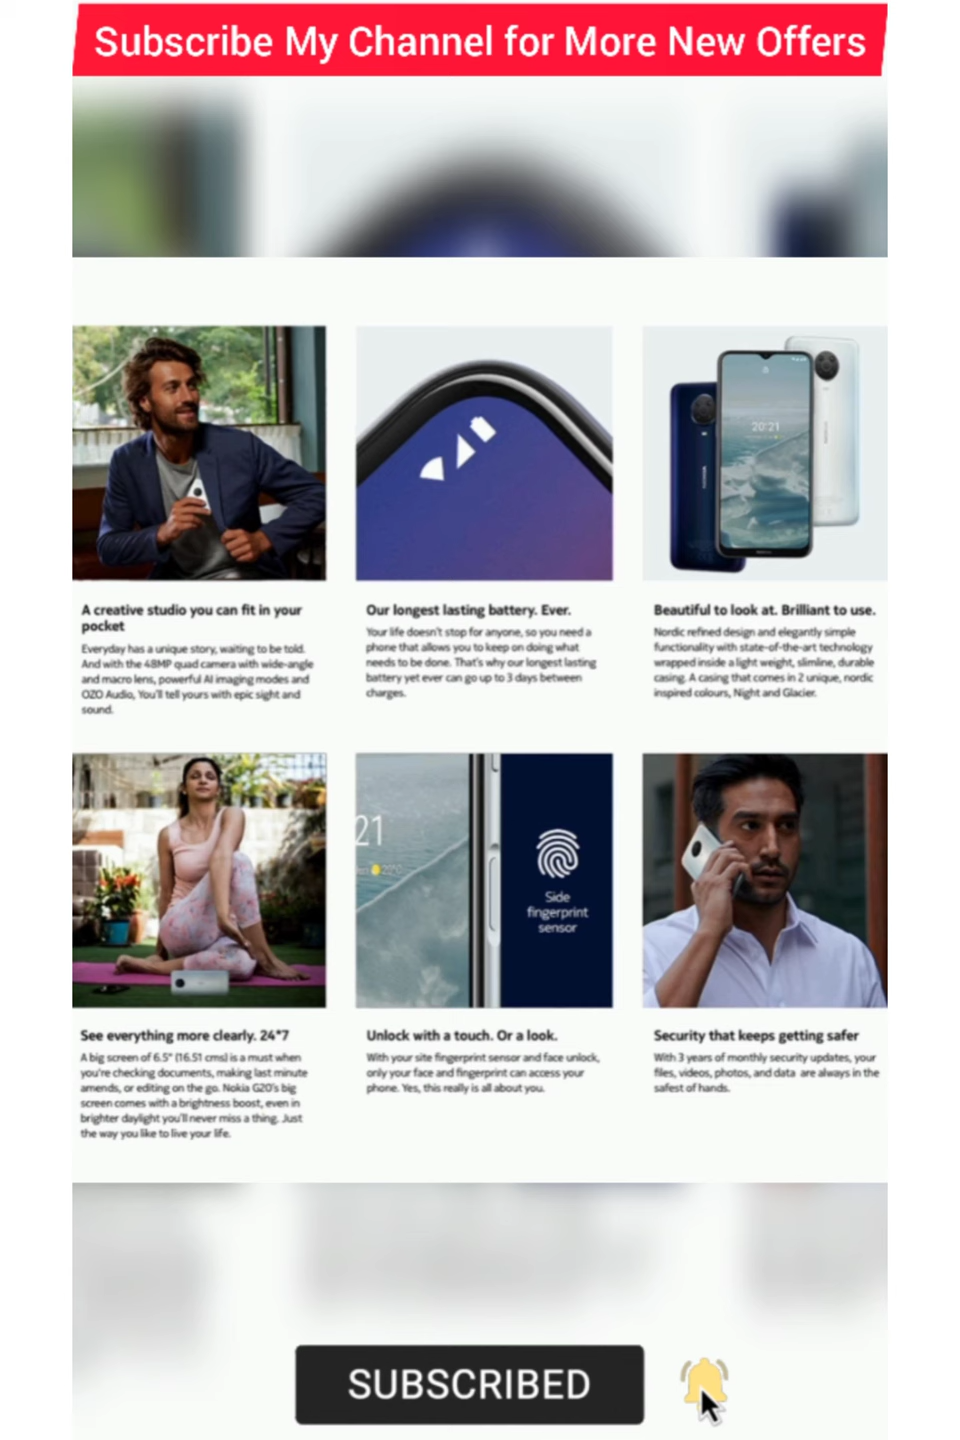 Subscribe My Channel for More New Offers
20:21
NOKIA
A creative studio you can fit in your
pocket
Everyday has a unique story, waiting to be told.
And with the 48MP quad camera with wide-angle
and macro lens, powerful AI imaging modes and
OZO Audio, You'll tell yours with epic sight and
sound.
Our longest lasting battery. Ever.
Your life doesn't stop for anyone, so you need a
phone that allows you to keep on doing what
needs to be done. That's why our longest lasting
battery yet ever can go up to 3 days between
charges.
Beautiful to look at. Brilliant to use.
Nordic refined design and elegantly simple
functionality with state-of-the-art technology
wrapped inside a light weight, slimline, durable
casing. A casing that comes in 2 unique, nordic
inspired colours, Night and Glacier.
21
20°C
Side
fingerprint
sensor
See everything more clearly. 24*7
A big screen of 6.5" (16.51 cms) is a must when
you're checking documents, making last minute
amends, or editing on the go. Nokia G20's big
screen comes with a brightness boost, even in
brighter daylight you'll never miss a thing. Just
the way you like to live your life.
Unlock with a touch. Or a look.
With your site fingerprint sensor and face unlock,
only your face and fingerprint can access your
phone. Yes, this really is all about you.
Security that keeps getting safer
With 3 years of monthly security updates, your
files, videos, photos, and data are always in the
safest of hands.
SUBSCRIBED